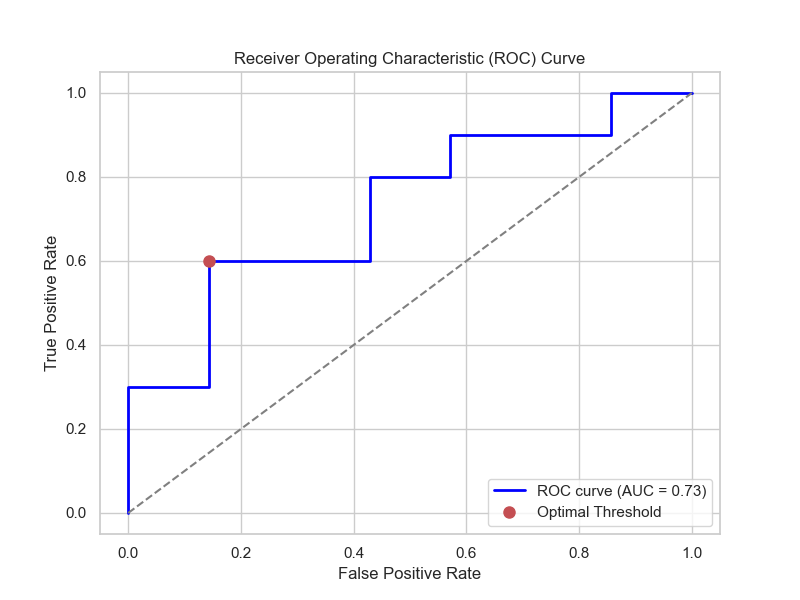 Receiver Operating Characteristic (ROC) Curve
True Positive Rate
1.0
0.8
0.6
0.4
0.2
0.0
0.0 0.2 0.4 0.6 0.8 1.0
False Positive Rate
ROC curve (AUC = 0.73)
Optimal Threshold